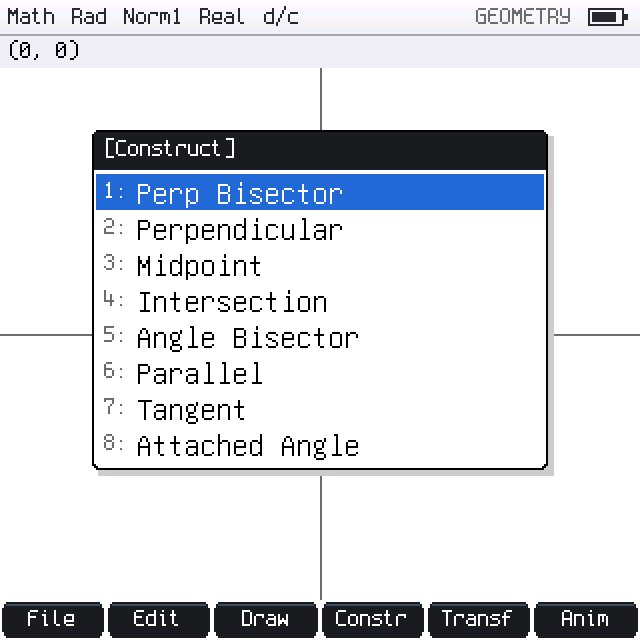 Math Rad Norm1 Real d/c GEOMETRY
(0, 0)
[Construct]
1: Perp Bisector
2: Perpendicular
3: Midpoint
4: Intersection
5: Angle Bisector
6: Parallel
7: Tangent
8: Attached Angle
File Edit Draw Constr Transf Anim